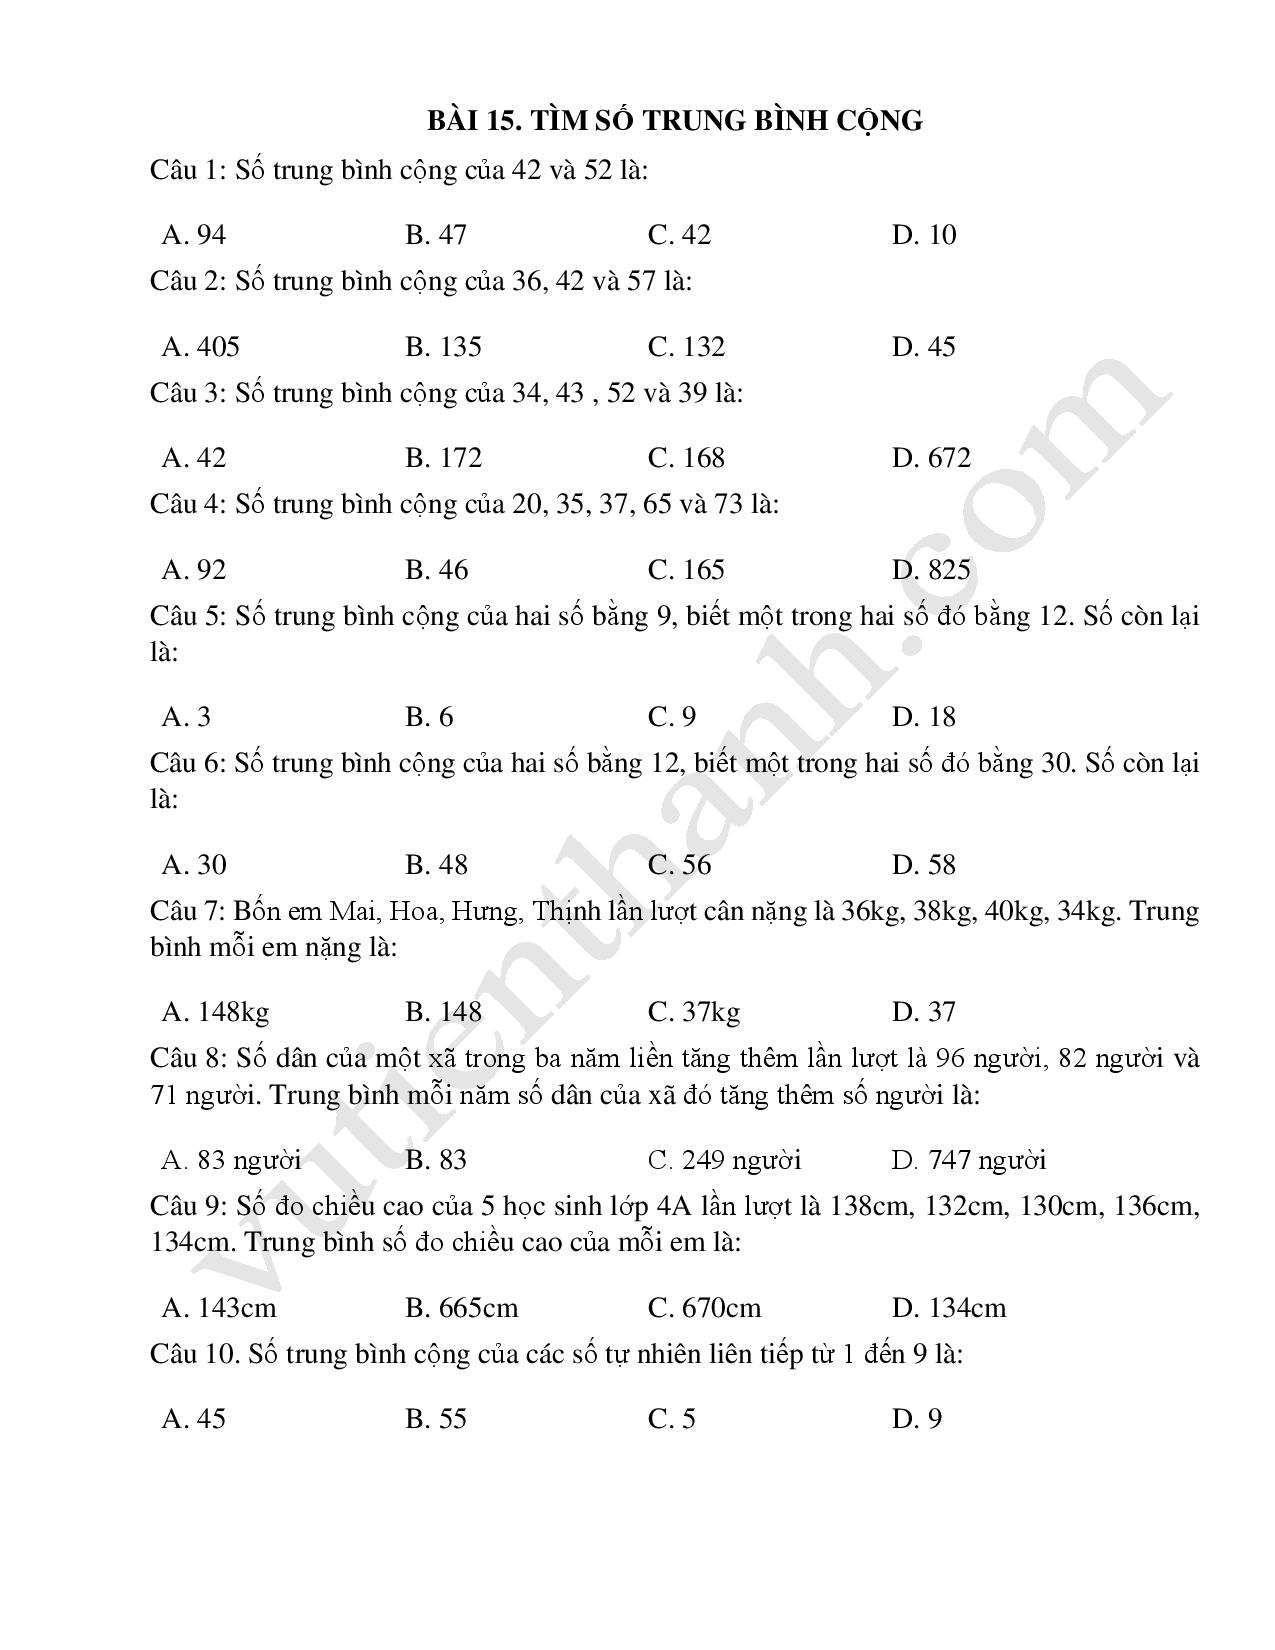 BÀI 15. TÌM SỐ TRUNG BÌNH CỘNG
Câu 1: Số trung bình cộng của 42 và 52 là:
A. 94 B. 47 C. 42 D. 10
Câu 2: Số trung bình cộng của 36, 42 và 57 là:
A. 405 B. 135 C. 132 D. 45
Câu 3: Số trung bình cộng của 34, 43 , 52 và 39 là:
A. 42 B. 172 C. 168 D. 672
Câu 4: Số trung bình cộng của 20, 35, 37, 65 và 73 là:
A. 92 B. 46 C. 165 D. 825
Câu 5: Số trung bình cộng của hai số bằng 9, biết một trong hai số đó bằng 12. Số còn lại
là:
A. 3 B. 6 C. 9 D. 18
Câu 6: Số trung bình cộng của hai số bằng 12, biết một trong hai số đó bằng 30. Số còn lại
là:
A. 30 B. 48 C. 56 D. 58
Câu 7: Bốn em Mai, Hoa, Hưng, Thịnh lần lượt cân nặng là 36kg, 38kg, 40kg, 34kg. Trung
bình mỗi em nặng là:
A. 148kg B. 148 C. 37kg D. 37
Câu 8: Số dân của một xã trong ba năm liền tăng thêm lần lượt là 96 người, 82 người và
71 người. Trung bình mỗi năm số dân của xã đó tăng thêm số người là:
A. 83 người B. 83 C. 249 người D. 747 người
Câu 9: Số đo chiều cao của 5 học sinh lớp 4A lần lượt là 138cm, 132cm, 130cm, 136cm,
134cm. Trung bình số đo chiều cao của mỗi em là:
A. 143cm B. 665cm C. 670cm D. 134cm
Câu 10. Số trung bình cộng của các số tự nhiên liên tiếp từ 1 đến 9 là:
A. 45 B. 55 C. 5 D. 9
vutienthanh.com